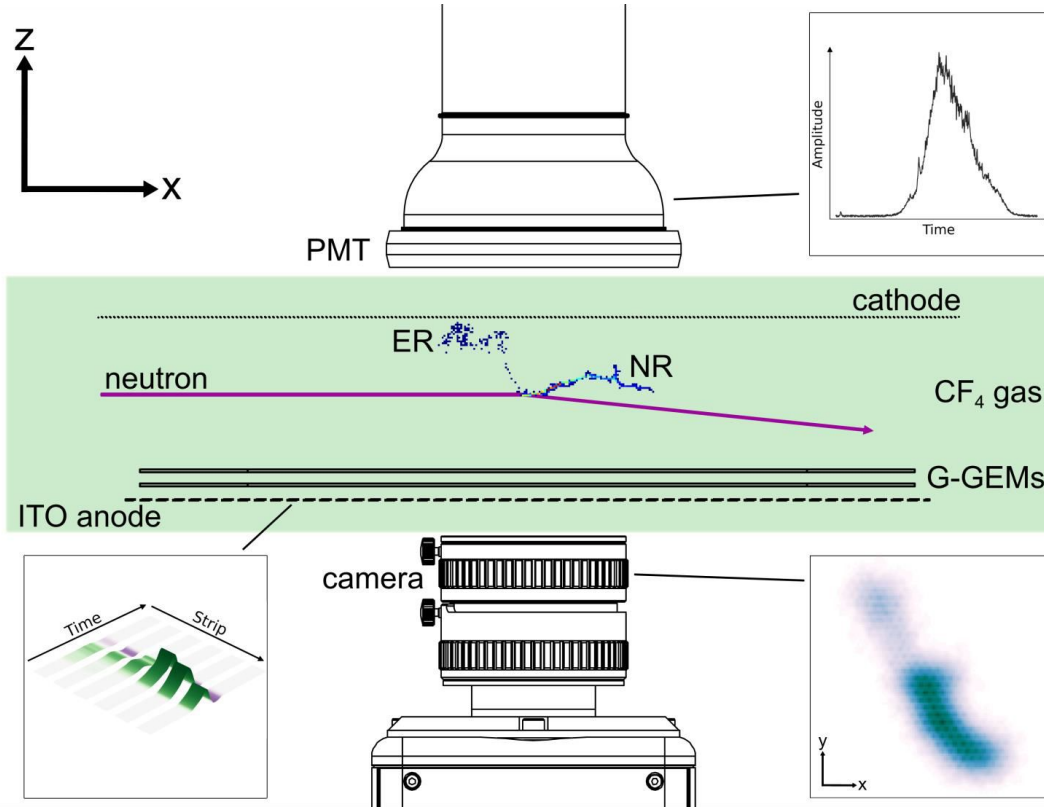 z
x
Amplitude
Time
PMT
cathode
ER
NR
neutron
CF₄ gas
G-GEMs
ITO anode
camera
Time
Strip
y
x